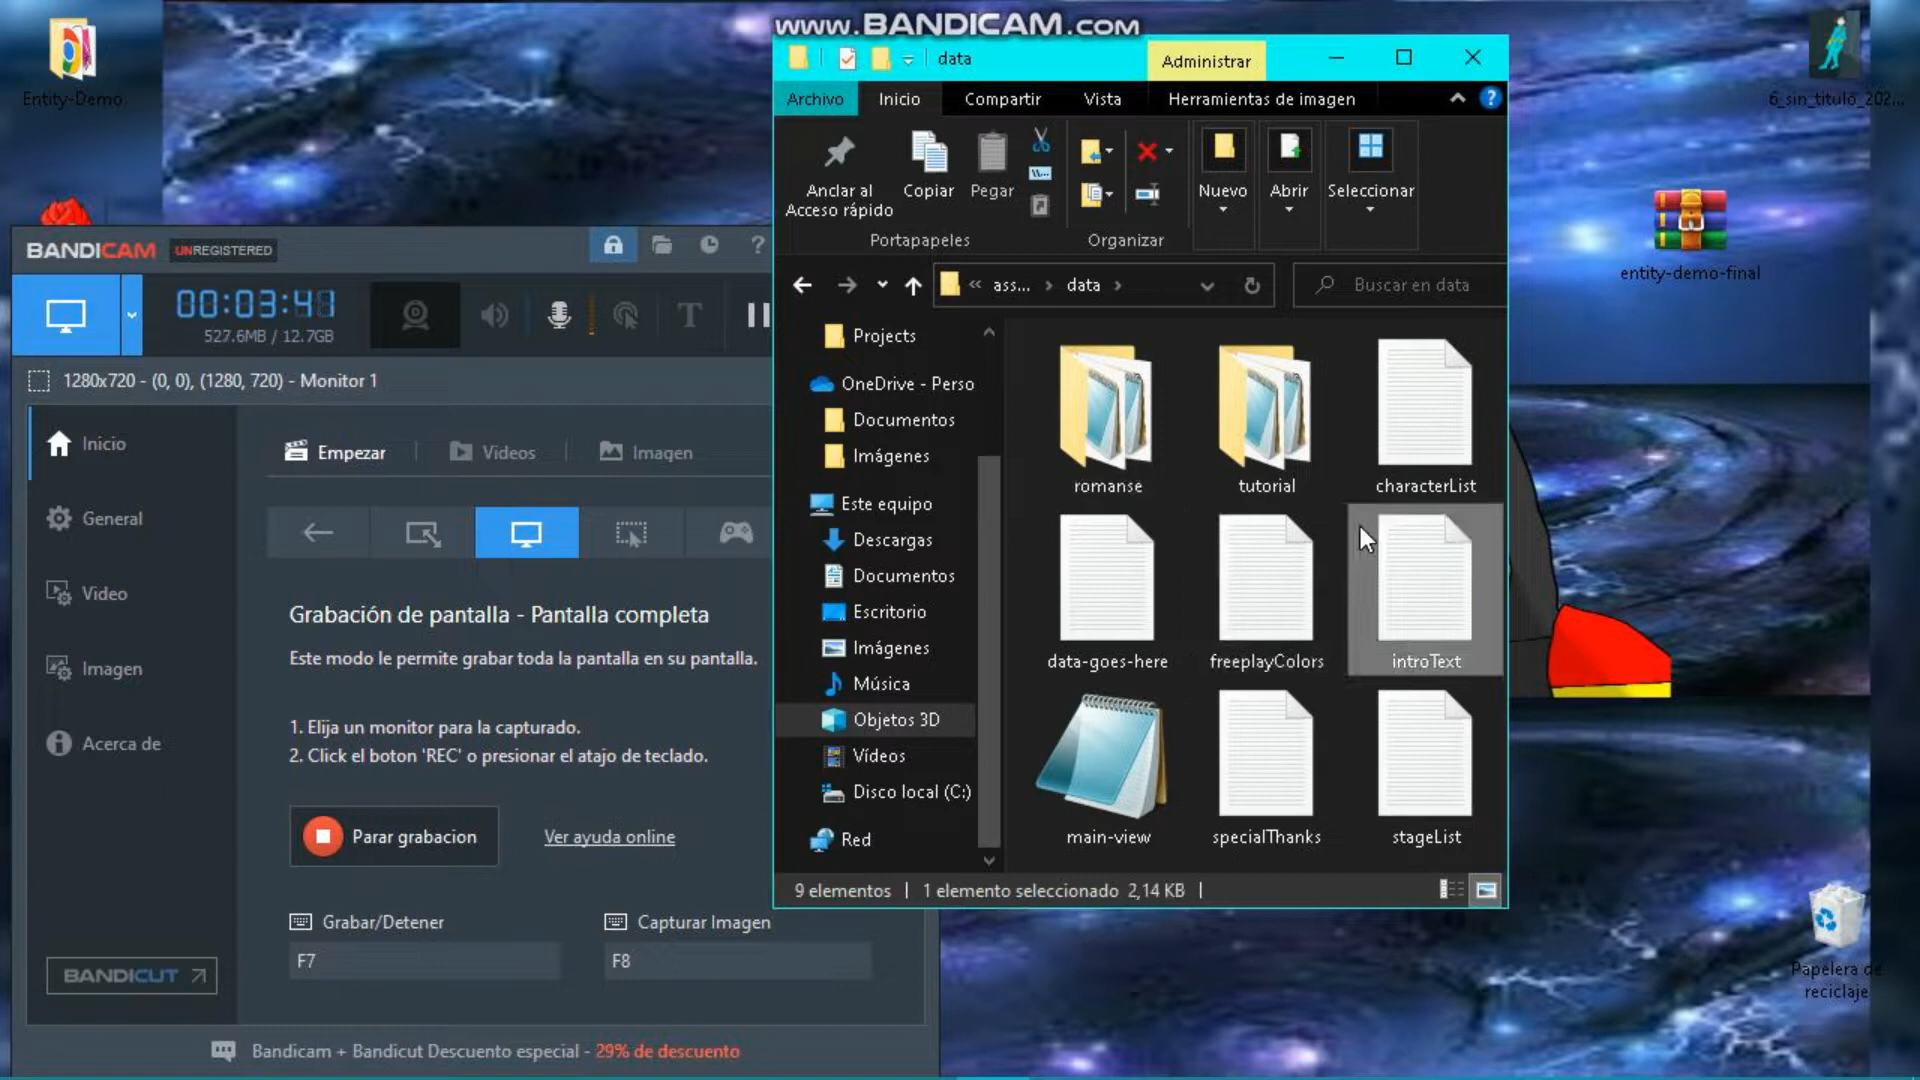 www.BANDICAM.com
Entity-Demo
6_sin_titulo_202...
entity-demo-final
Papelera de
reciclaje
data
Administrar
Archivo
Inicio
Compartir
Vista
Herramientas de imagen
?
Anclar al
Acceso rápido
Copiar
Pegar
Nuevo
Abrir
Seleccionar
Portapapeles
Organizar
« ass... › data ›
Buscar en data
Projects
OneDrive - Perso
Documentos
Imágenes
Este equipo
Descargas
Documentos
Escritorio
Imágenes
Música
Objetos 3D
Vídeos
Disco local (C:)
Red
romanse
tutorial
characterList
data-goes-here
freeplayColors
introText
main-view
specialThanks
stageList
9 elementos | 1 elemento seleccionado 2,14 KB |
BANDICAM UNREGISTERED
?
00:03:41
527.6MB / 12.7GB
T
1280x720 - (0, 0), (1280, 720) - Monitor 1
Inicio
General
Video
Imagen
Acerca de
BANDICUT
Empezar
Videos
Imagen
Grabación de pantalla - Pantalla completa
Este modo le permite grabar toda la pantalla en su pantalla.
1. Elija un monitor para la capturado.
2. Click el boton 'REC' o presionar el atajo de teclado.
Parar grabacion
Ver ayuda online
Grabar/Detener
F7
Capturar Imagen
F8
Bandicam + Bandicut Descuento especial - 29% de descuento